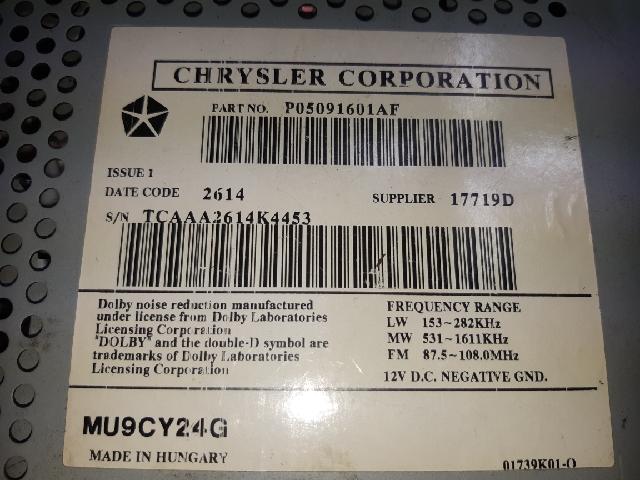 CHRYSLER CORPORATION
PART NO. P05091601AF
ISSUE 1
DATE CODE 2614 SUPPLIER 17719D
S/N TCAAA2614K4453
Dolby noise reduction manufactured
under license from Dolby Laboratories
Licensing Corporation
"DOLBY" and the double-D symbol are
trademarks of Dolby Laboratories
Licensing Corporation
FREQUENCY RANGE
LW 153~282KHz
MW 531~1611KHz
FM 87.5~108.0MHz
12V D.C. NEGATIVE GND.
MU9CY24G
MADE IN HUNGARY
01739K01-O